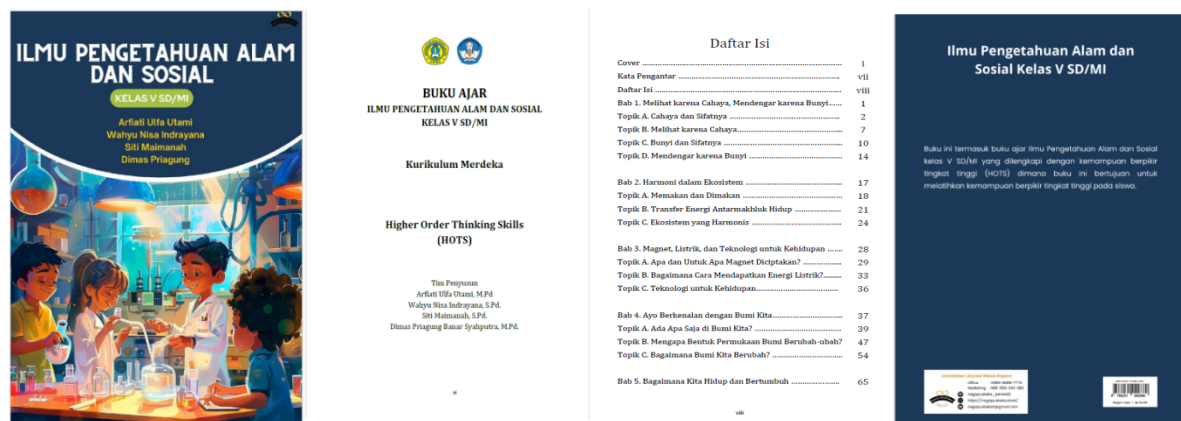 ILMU PENGETAHUAN ALAM
DAN SOSIAL
KELAS V SD/MI
Arfiati Ulfa Utami
Wahyu Nisa Indrayana
Siti Maimanah
Dimas Priagung
BUKU AJAR
ILMU PENGETAHUAN ALAM DAN SOSIAL
KELAS V SD/MI
Kurikulum Merdeka
Higher Order Thinking Skills
(HOTS)
Tim Penyusun
Arfiati Ulfa Utami, M.Pd
Wahyu Nisa Indrayana, S.Pd.
Siti Maimanah, S.Pd.
Dimas Priagung Banar Syahputra, M.Pd.
vi
Daftar Isi
Cover ........ i
Kata Pengantar ........ vii
Daftar Isi ........ viii
Bab 1. Melihat karena Cahaya, Mendengar karena Bunyi ...... 1
Topik A. Cahaya dan Sifatnya ........ 2
Topik B. Melihat karena Cahaya ........ 7
Topik C. Bunyi dan Sifatnya ........ 10
Topik D. Mendengar karena Bunyi ........ 14
Bab 2. Harmoni dalam Ekosistem ........ 17
Topik A. Memakan dan Dimakan ........ 18
Topik B. Transfer Energi Antarmakhluk Hidup ........ 21
Topik C. Ekosistem yang Harmonis ........ 24
Bab 3. Magnet, Listrik, dan Teknologi untuk Kehidupan ....... 28
Topik A. Apa dan Untuk Apa Magnet Diciptakan? ........ 29
Topik B. Bagaimana Cara Mendapatkan Energi Listrik? ........ 33
Topik C. Teknologi untuk Kehidupan ........ 36
Bab 4. Ayo Berkenalan dengan Bumi Kita ........ 37
Topik A. Ada Apa Saja di Bumi Kita? ........ 39
Topik B. Mengapa Bentuk Permukaan Bumi Berubah-ubah? 47
Topik C. Bagaimana Bumi Kita Berubah? ........ 54
Bab 5. Bagaimana Kita Hidup dan Bertumbuh ........ 65
viii
Ilmu Pengetahuan Alam dan
Sosial Kelas V SD/MI
Buku ini termasuk buku ajar Ilmu Pengetahuan Alam dan Sosial
kelas V SD/MI yang dilengkapi dengan kemampuan berpikir
tingkat tinggi (HOTS) dimana buku ini bertujuan untuk
melatihkan kemampuan berpikir tingkat tinggi pada siswa.